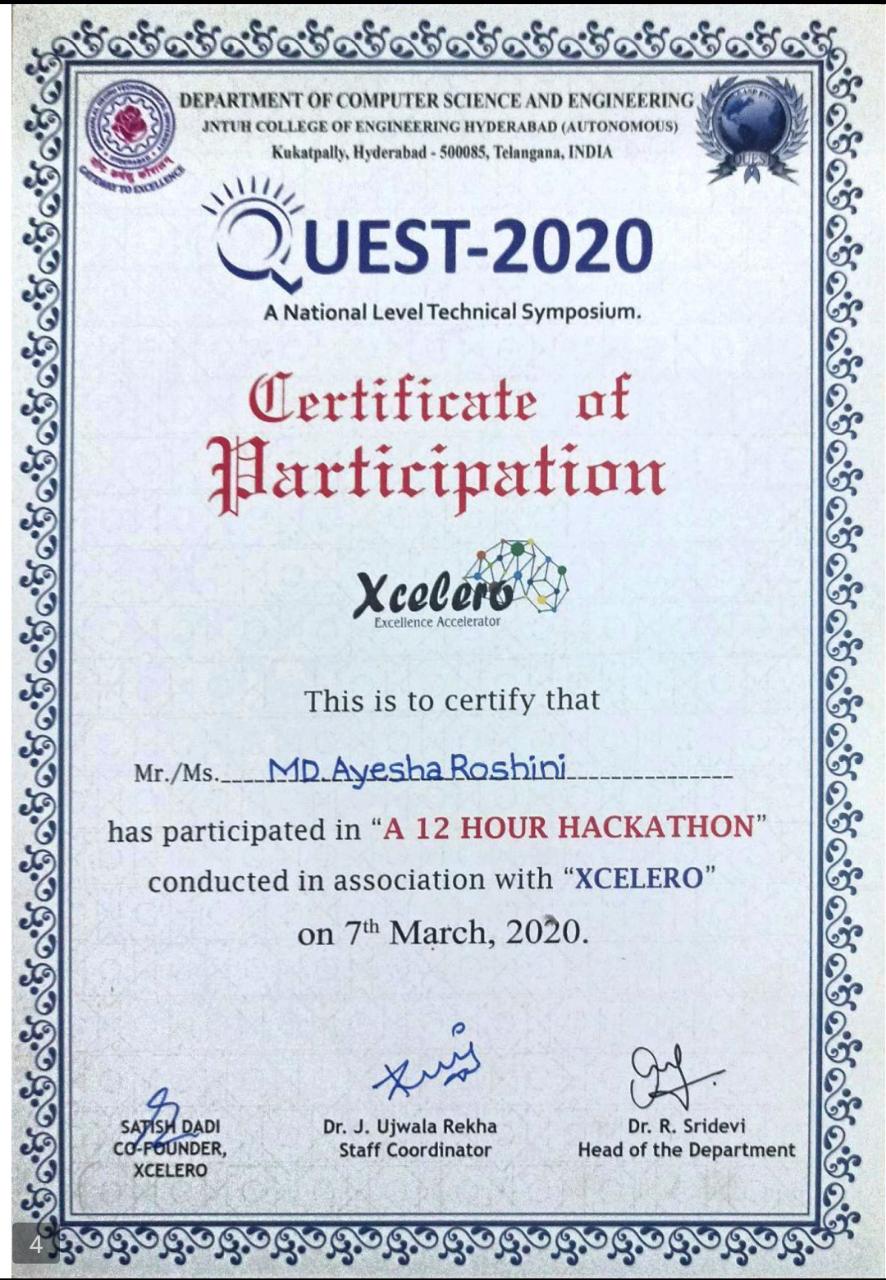 DEPARTMENT OF COMPUTER SCIENCE AND ENGINEERING
JNTUH COLLEGE OF ENGINEERING HYDERABAD (AUTONOMOUS)
Kukatpally, Hyderabad - 500085, Telangana, INDIA
GATEWAY TO EXCELLENCE
QUEST
QUEST-2020
A National Level Technical Symposium.
Certificate of
Participation
Xcelero
Excellence Accelerator
This is to certify that
Mr./Ms. MD. Ayesha Roshini
has participated in “A 12 HOUR HACKATHON”
conducted in association with “XCELERO”
on 7th March, 2020.
SATISH DADI
CO-FOUNDER,
XCELERO
Dr. J. Ujwala Rekha
Staff Coordinator
Dr. R. Sridevi
Head of the Department
4